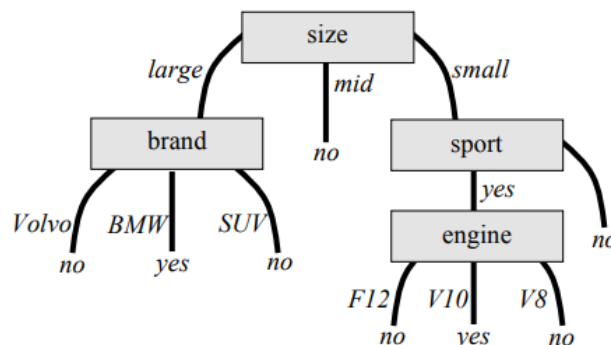 size
large
mid
small
brand
no
sport
Volvo
BMW
SUV
yes
no
no
yes
no
engine
F12
V10
V8
no
yes
no